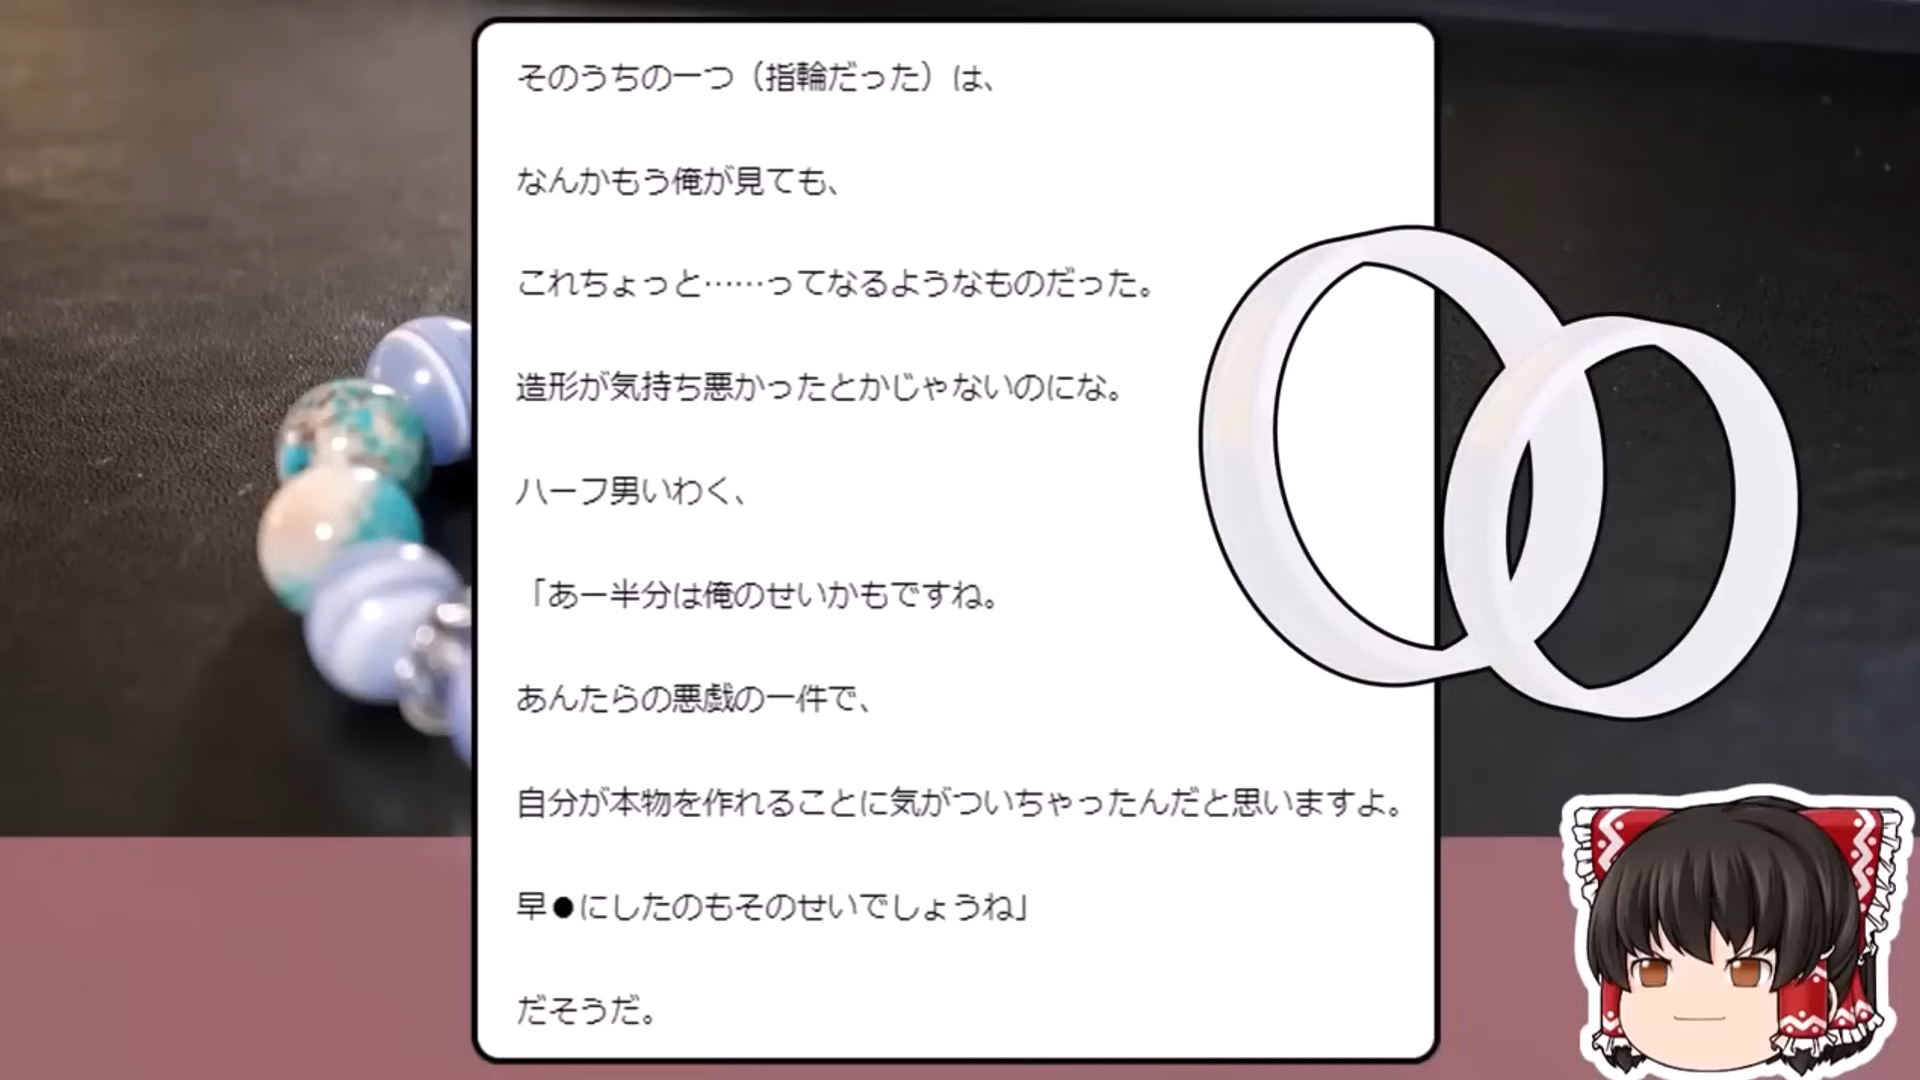 そのうちの一つ（指輪だった）は、
なんかもう俺が見ても、
これちょっと……ってなるようなものだった。
造形が気持ち悪かったとかじゃないのにな。
ハーフ男いわく、
「あー半分は俺のせいかもですね。
あんたらの悪戯の一件で、
自分が本物を作れることに気がついちゃったんだと思いますよ。
早●にしたのもそのせいでしょうね」
だそうだ。